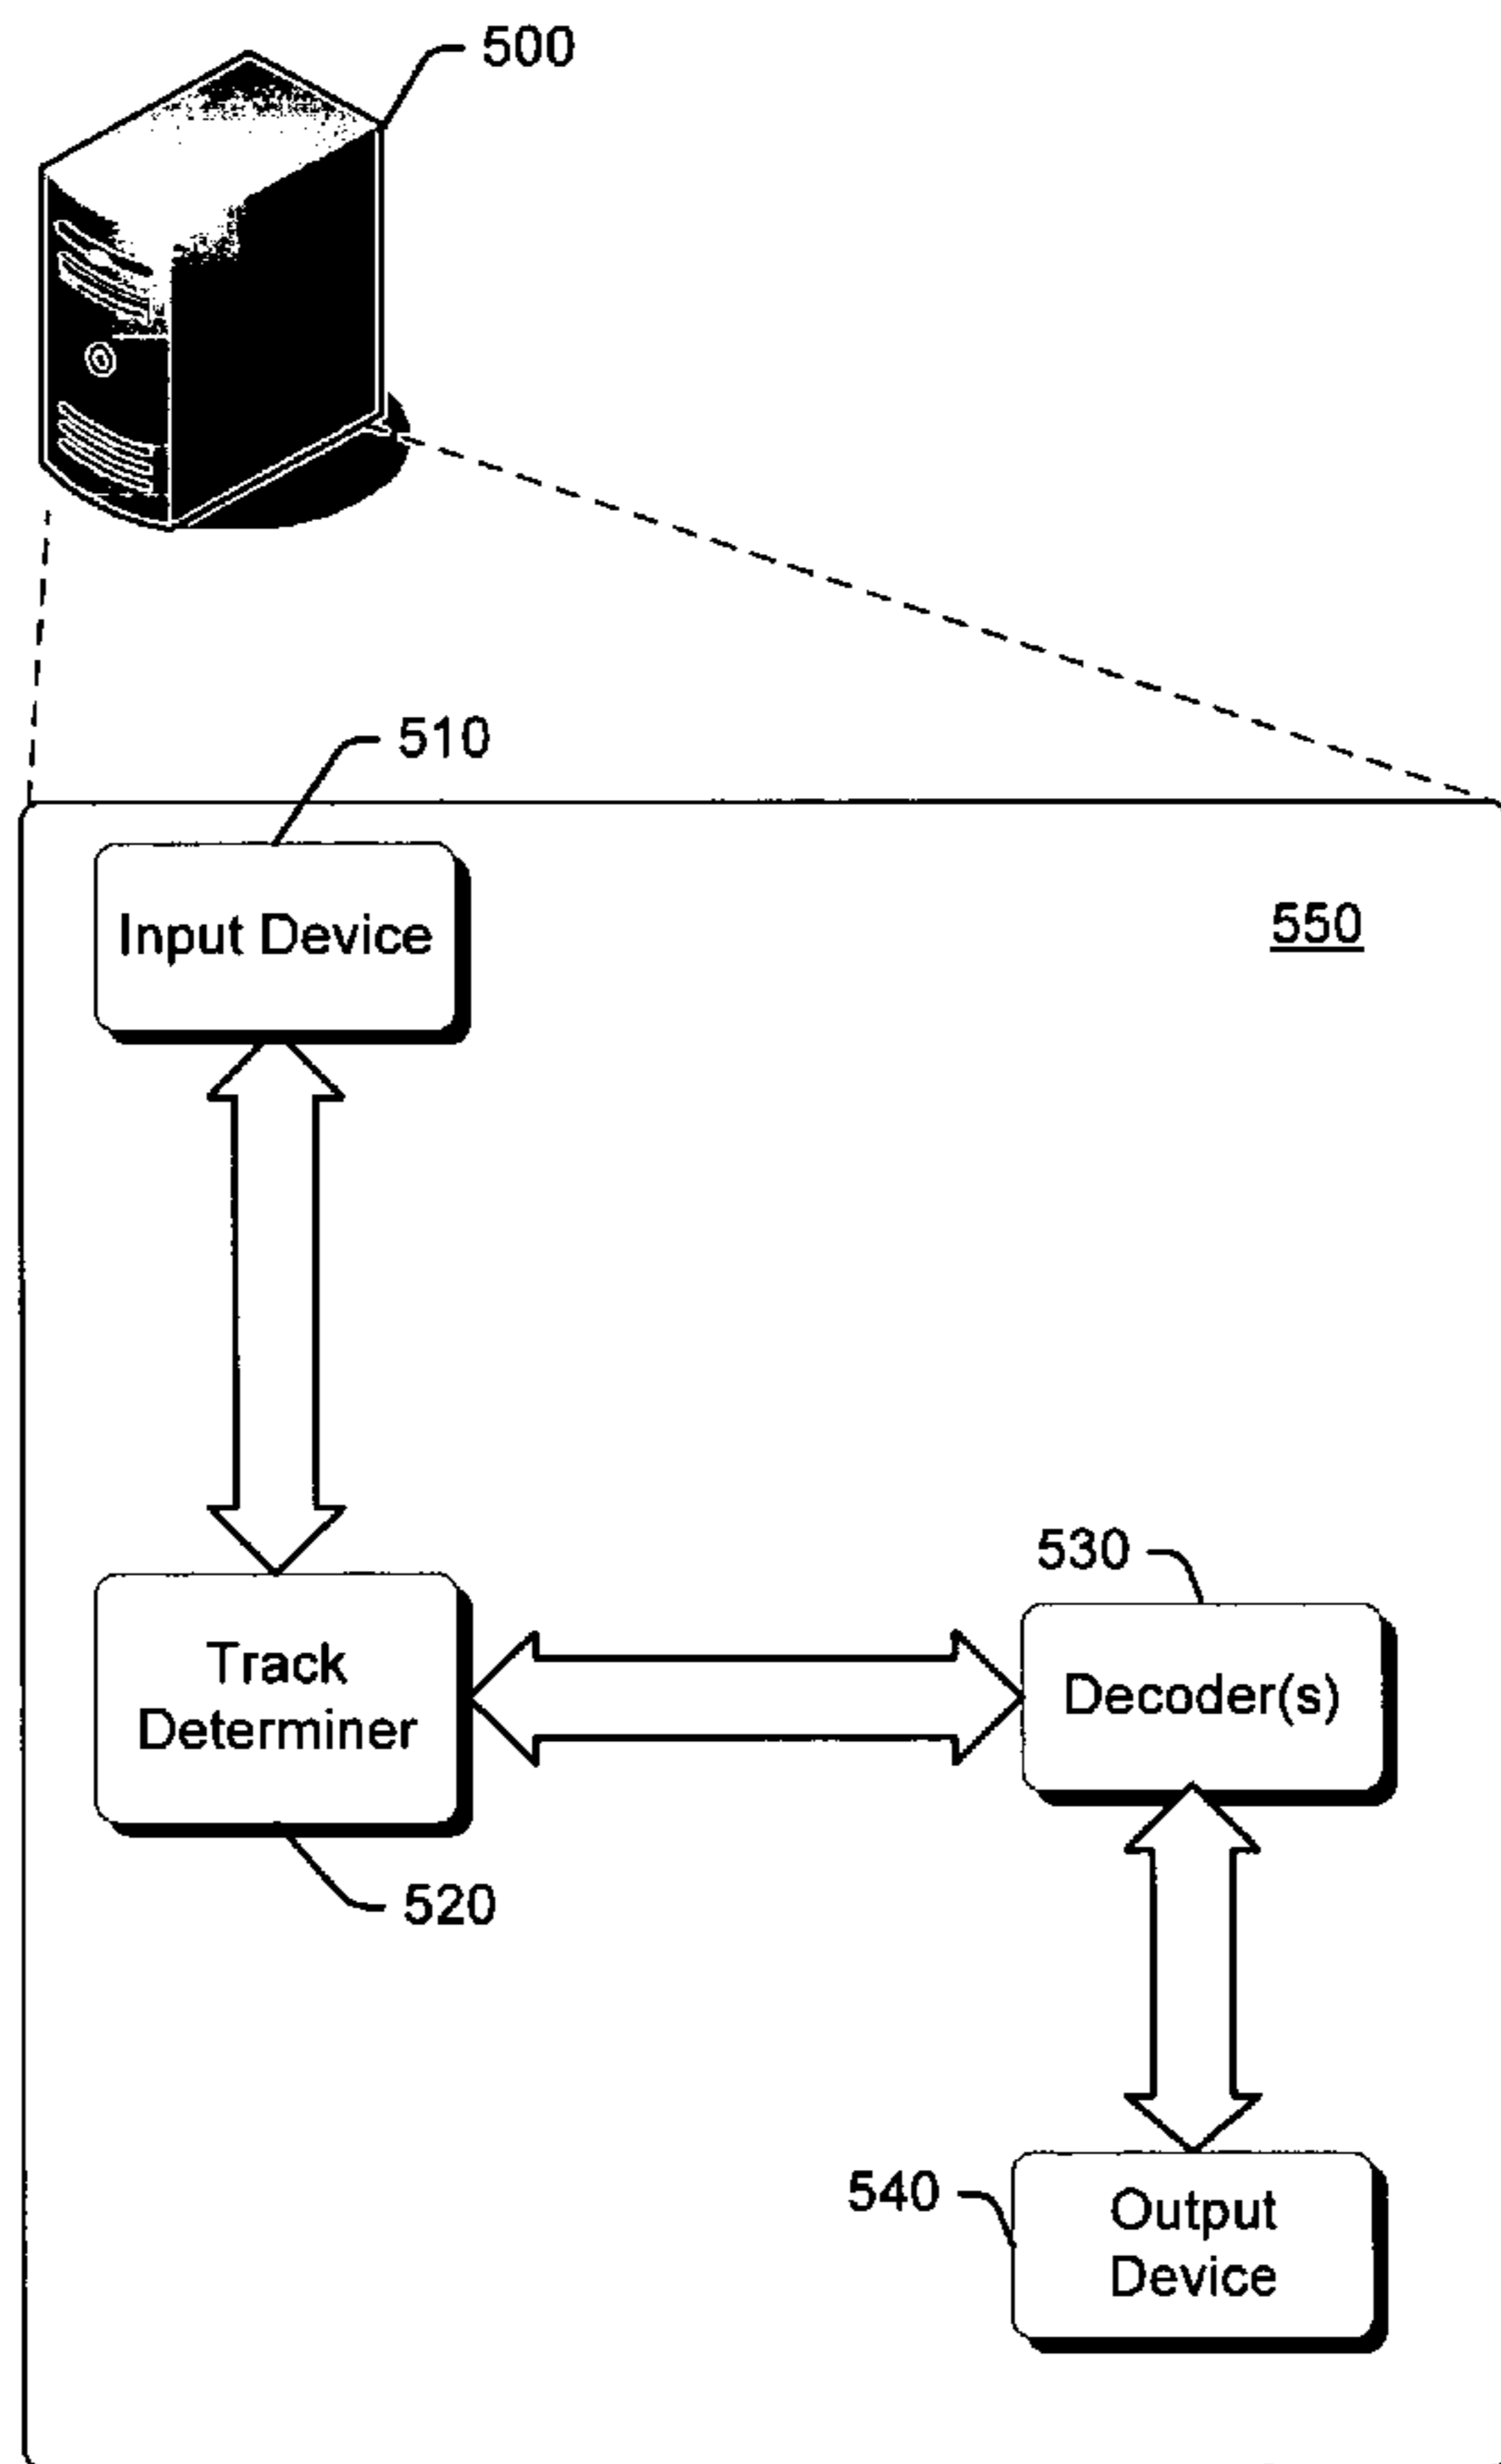 500
510
Input Device
550
530
Track
Determiner
Decoder(s)
520
540
Output
Device